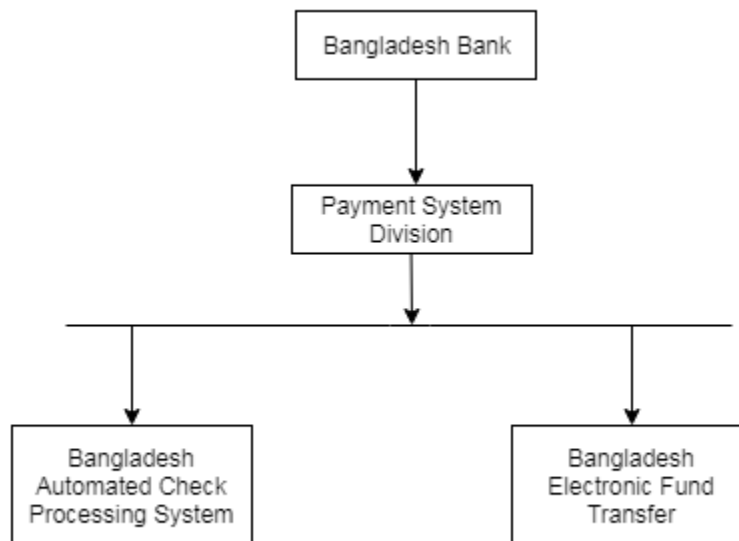 Bangladesh Bank
Payment System
Division
Bangladesh
Automated Check
Processing System
Bangladesh
Electronic Fund
Transfer